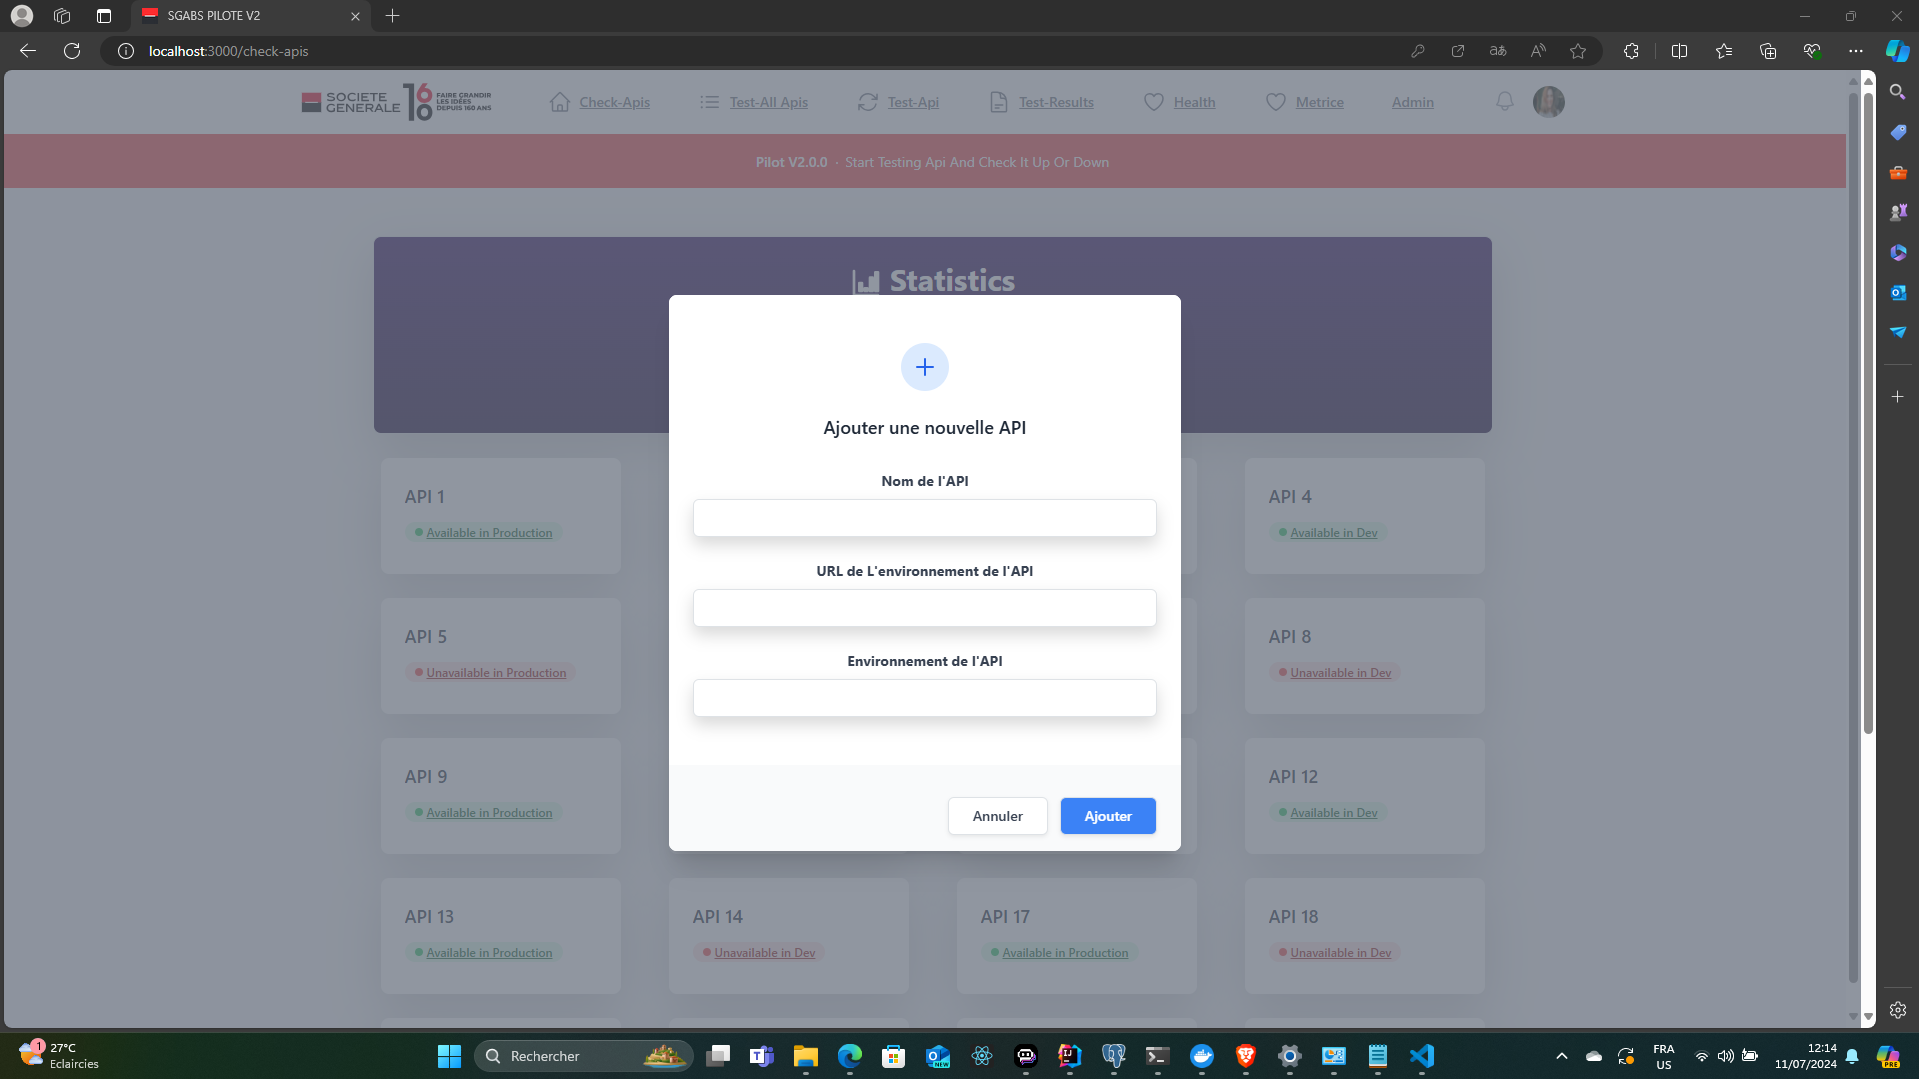 SGABS PILOTE V2
localhost:3000/check-apis
SOCIETE GENERALE
FAIRE GRANDIR
LES IDÉES
DEPUIS 160 ANS
Check-Apis
Test-All Apis
Test-Api
Test-Results
Health
Metrice
Admin
Pilot V2.0.0 · Start Testing Api And Check It Up Or Down
Statistics
Ajouter une nouvelle API
Nom de l'API
URL de L'environnement de l'API
Environnement de l'API
Annuler
Ajouter
API 1
Available in Production
API 4
Available in Dev
API 5
Unavailable in Production
API 8
Unavailable in Dev
API 9
Available in Production
API 12
Available in Dev
API 13
Available in Production
API 14
Unavailable in Dev
API 17
Available in Production
API 18
Unavailable in Dev
1
27°C
Eclaircies
Rechercher
NEW
FRA
US
12:14
11/07/2024
PRE